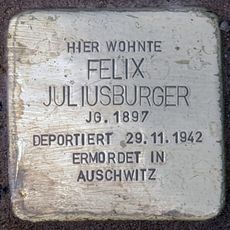 HIER WOHNTE
FELIX
JULIUSBURGER
JG. 1897
DEPORTIERT 29.11.1942
ERMORDET IN
AUSCHWITZ